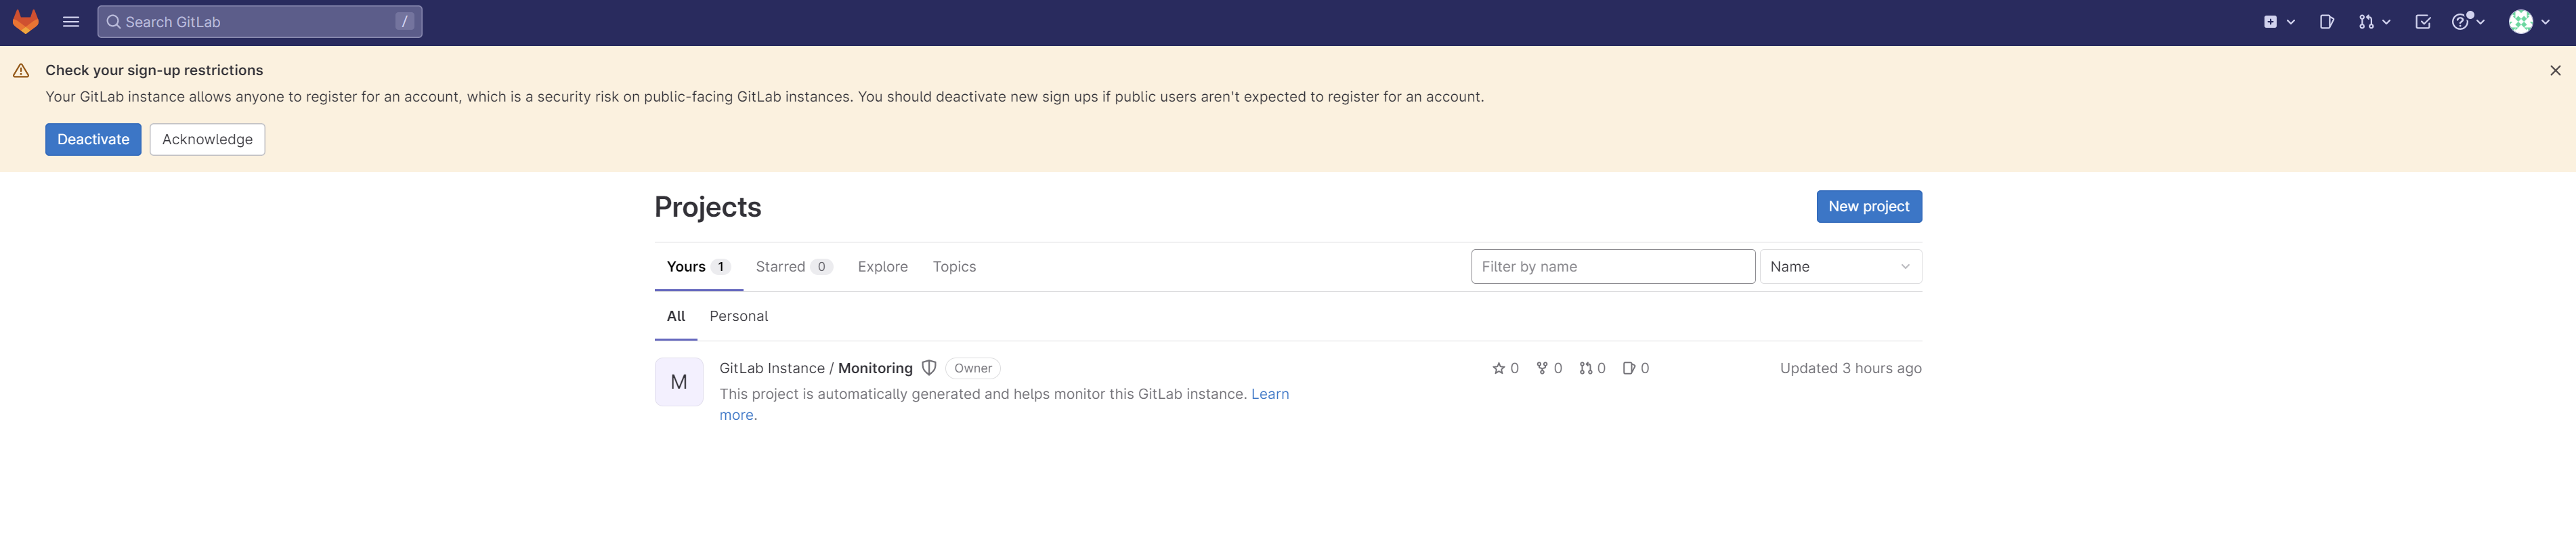 Search GitLab /
Check your sign-up restrictions
Your GitLab instance allows anyone to register for an account, which is a security risk on public-facing GitLab instances. You should deactivate new sign ups if public users aren't expected to register for an account.
Deactivate Acknowledge
Projects New project
Yours 1 Starred 0 Explore Topics Filter by name Name
All Personal
M GitLab Instance / Monitoring Owner 0 0 0 0 Updated 3 hours ago
This project is automatically generated and helps monitor this GitLab instance. Learn
more.